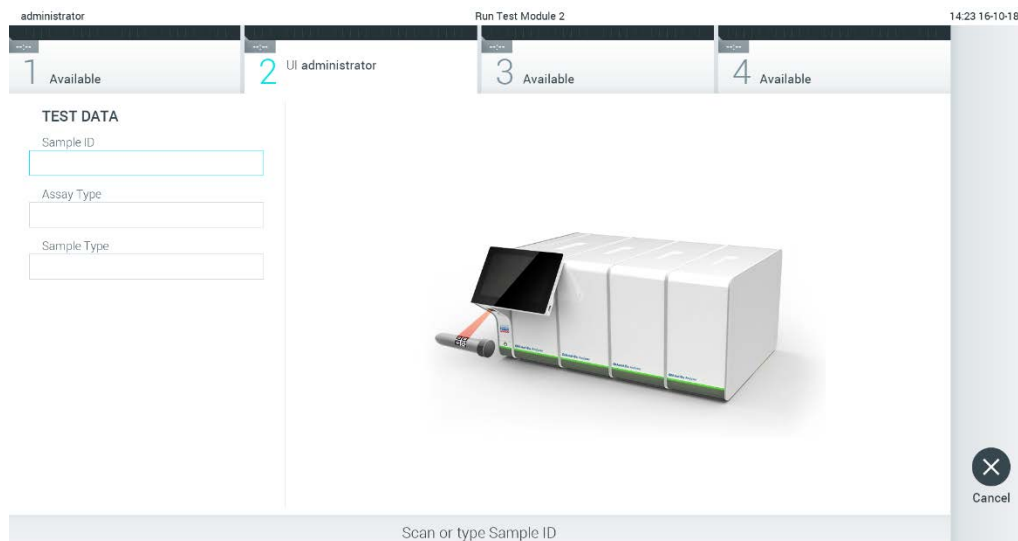 administrator
Run Test Module 2
14:23 16-10-18
--:--
--:--
--:--
--:--
1 Available
2 UI administrator
3 Available
4 Available
TEST DATA
Sample ID
Assay Type
Sample Type
Cancel
Scan or type Sample ID